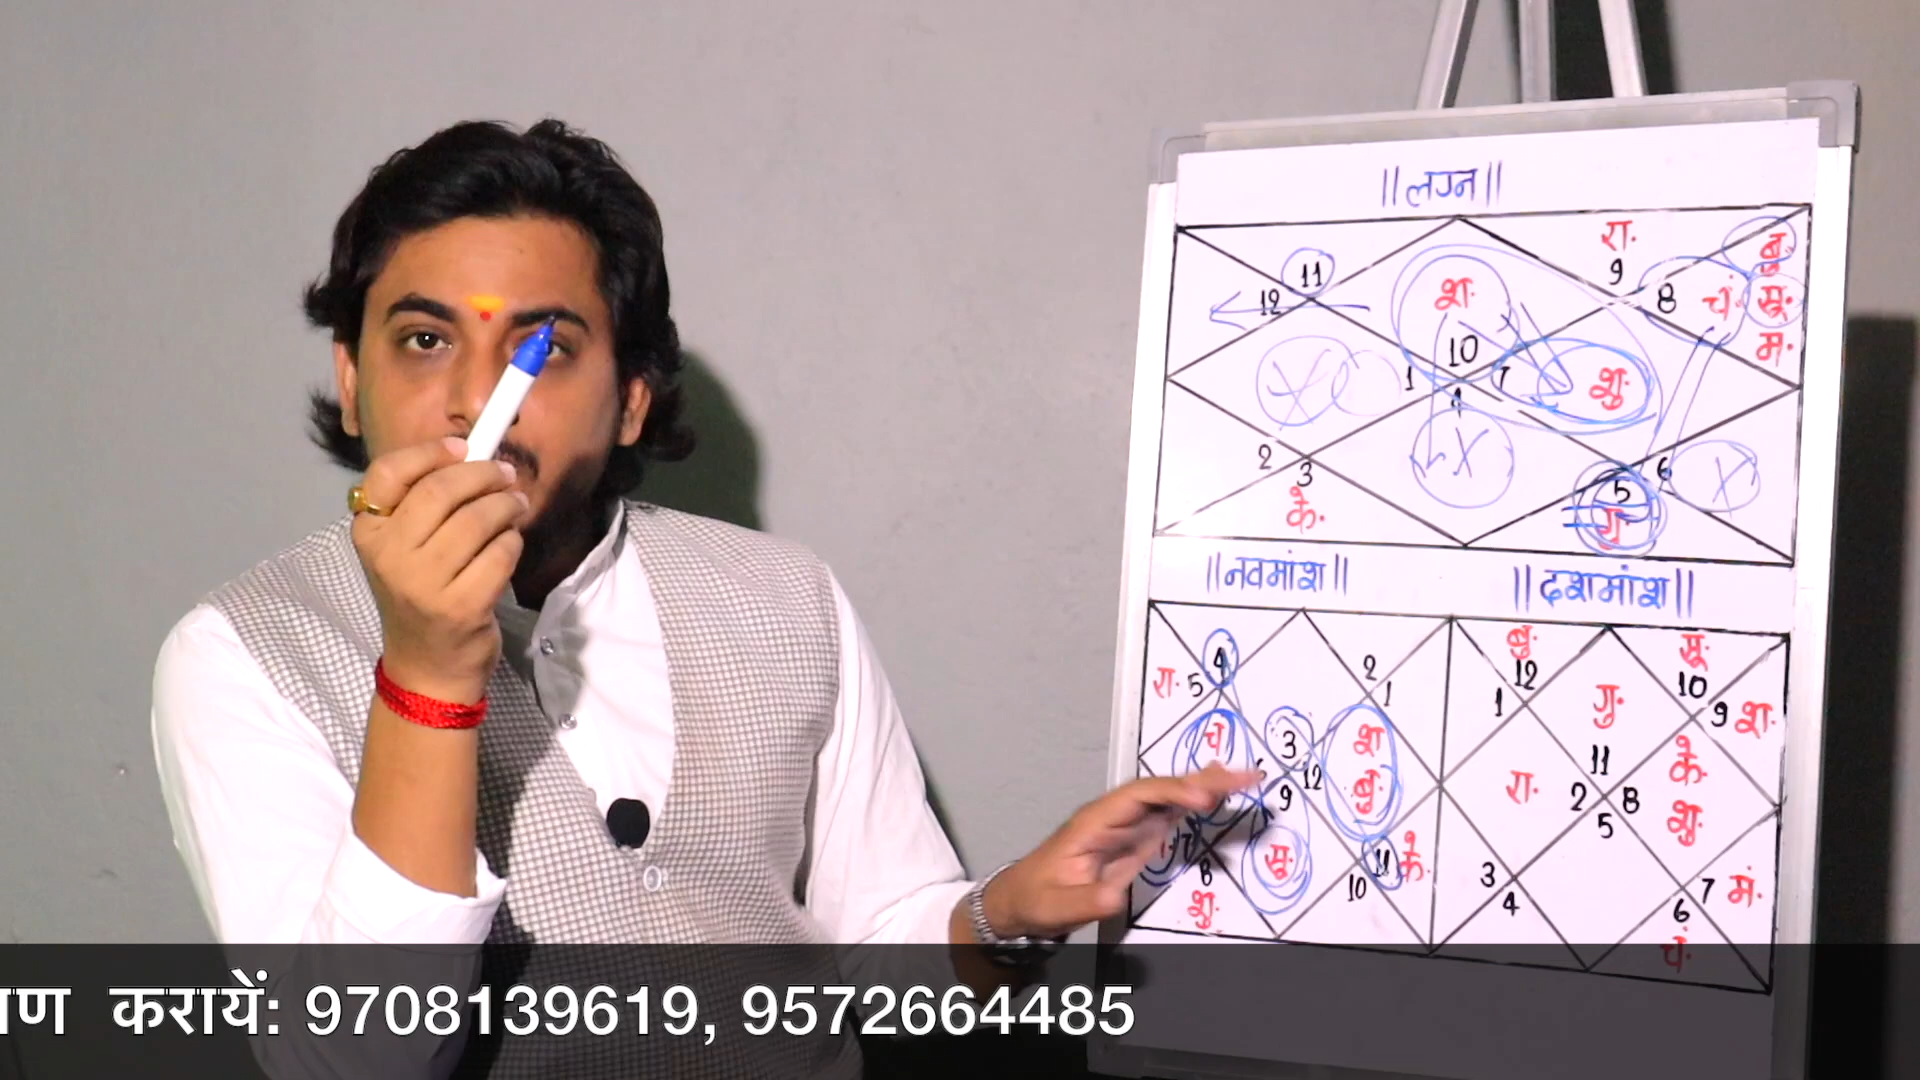 ||लग्न||
रा.
बु.
11
9
12
श.
8
चं.
सू.
मं.
10
1
7
शु.
4
2
3
6
5
के.
गु.
||नवमांश||
||दशमांश||
4
2
रा. 5
1
3
श.
बु.
12
9
7
8
सू.
11 के.
10
शु.
बु.
सू.
12
10
1
गु.
9 श.
11
के.
रा.
2
8
शु.
5
3
4
7 मं.
6
चं.
करायें: 9708139619, 9572664485